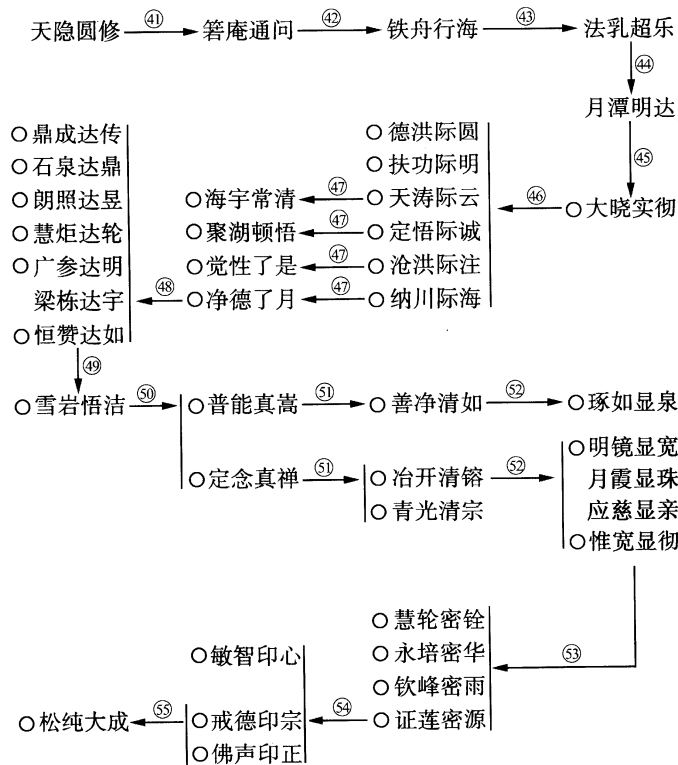 天隐圆修 ㊶ 箬庵通问 ㊷ 铁舟行海 ㊸ 法乳超乐
㊹
月潭明达
㊺
○大晓实彻
㊻
○德洪际圆
○扶功际明
○天涛际云 ㊼ ○海宇常清
○定悟际诚 ㊼ ○聚湖顿悟
○沧洪际注 ㊼ ○觉性了是
○纳川际海 ㊼ ○净德了月
㊽
○鼎成达传
○石泉达鼎
○朗照达昱
○慧炬达轮
○广参达明
梁栋达宇
○恒赞达如
㊾
○雪岩悟洁 ㊿
○普能真嵩 51 ○善净清如 52 ○琢如显泉
○定念真禅 51 ○冶开清镕 52
○青光清宗
○明镜显宽
月霞显珠
应慈显亲
○惟宽显彻
53
○慧轮密铨
○永培密华
○钦峰密雨
○证莲密源
54
○敏智印心
○戒德印宗
○佛声印正
55
○松纯大成